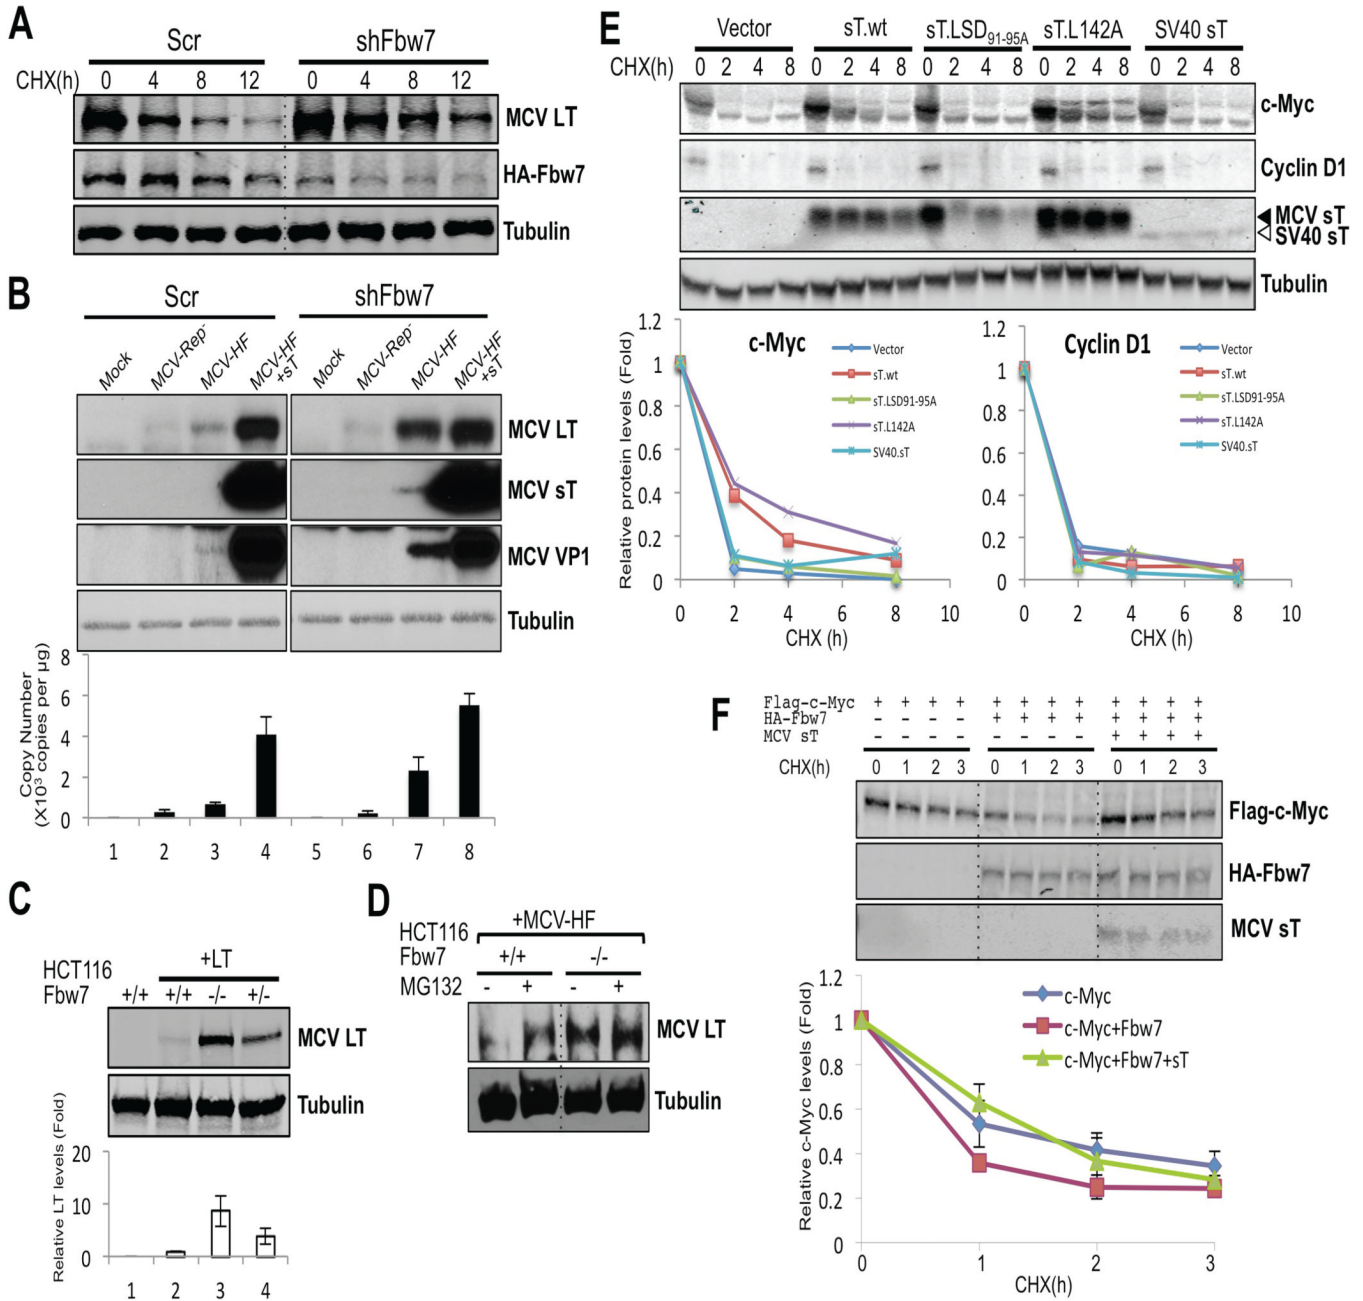 A
Scr shFbw7
CHX(h) 0 4 8 12 0 4 8 12
MCV LT
HA-Fbw7
Tubulin
B
Scr shFbw7
Mock MCV-Rep⁻ MCV-HF MCV-HF +sT Mock MCV-Rep⁻ MCV-HF MCV-HF +sT
MCV LT
MCV sT
MCV VP1
Tubulin
Copy Number
(X10³ copies per µg)
8
6
4
2
0
1 2 3 4 5 6 7 8
C
+LT
HCT116
Fbw7 +/+ +/+ -/- +/-
MCV LT
Tubulin
Relative LT levels (Fold)
20
10
0
1 2 3 4
D
+MCV-HF
HCT116
Fbw7 +/+ -/-
MG132 - + - +
MCV LT
Tubulin
E
Vector sT.wt sT.LSD91-95A sT.L142A SV40 sT
CHX(h) 0 2 4 8 0 2 4 8 0 2 4 8 0 2 4 8 0 2 4 8
c-Myc
Cyclin D1
MCV sT
SV40 sT
Tubulin
c-Myc
Relative protein levels (Fold)
1.2
1
0.8
0.6
0.4
0.2
0
Vector
sT.wt
sT.LSD91-95A
sT.L142A
SV40.sT
0 2 4 6 8 10
CHX (h)
Cyclin D1
1.2
1
0.8
0.6
0.4
0.2
0
Vector
sT.wt
sT.LSD91-95A
sT.L142A
SV40.sT
0 2 4 6 8 10
CHX (h)
F
Flag-c-Myc + + + + + + + + + + + +
HA-Fbw7 - - - - + + + + + + + +
MCV sT - - - - - - - - + + + +
CHX(h) 0 1 2 3 0 1 2 3 0 1 2 3
Flag-c-Myc
HA-Fbw7
MCV sT
Relative c-Myc levels (Fold)
1.2
1
0.8
0.6
0.4
0.2
0
c-Myc
c-Myc+Fbw7
c-Myc+Fbw7+sT
0 1 2 3
CHX(h)